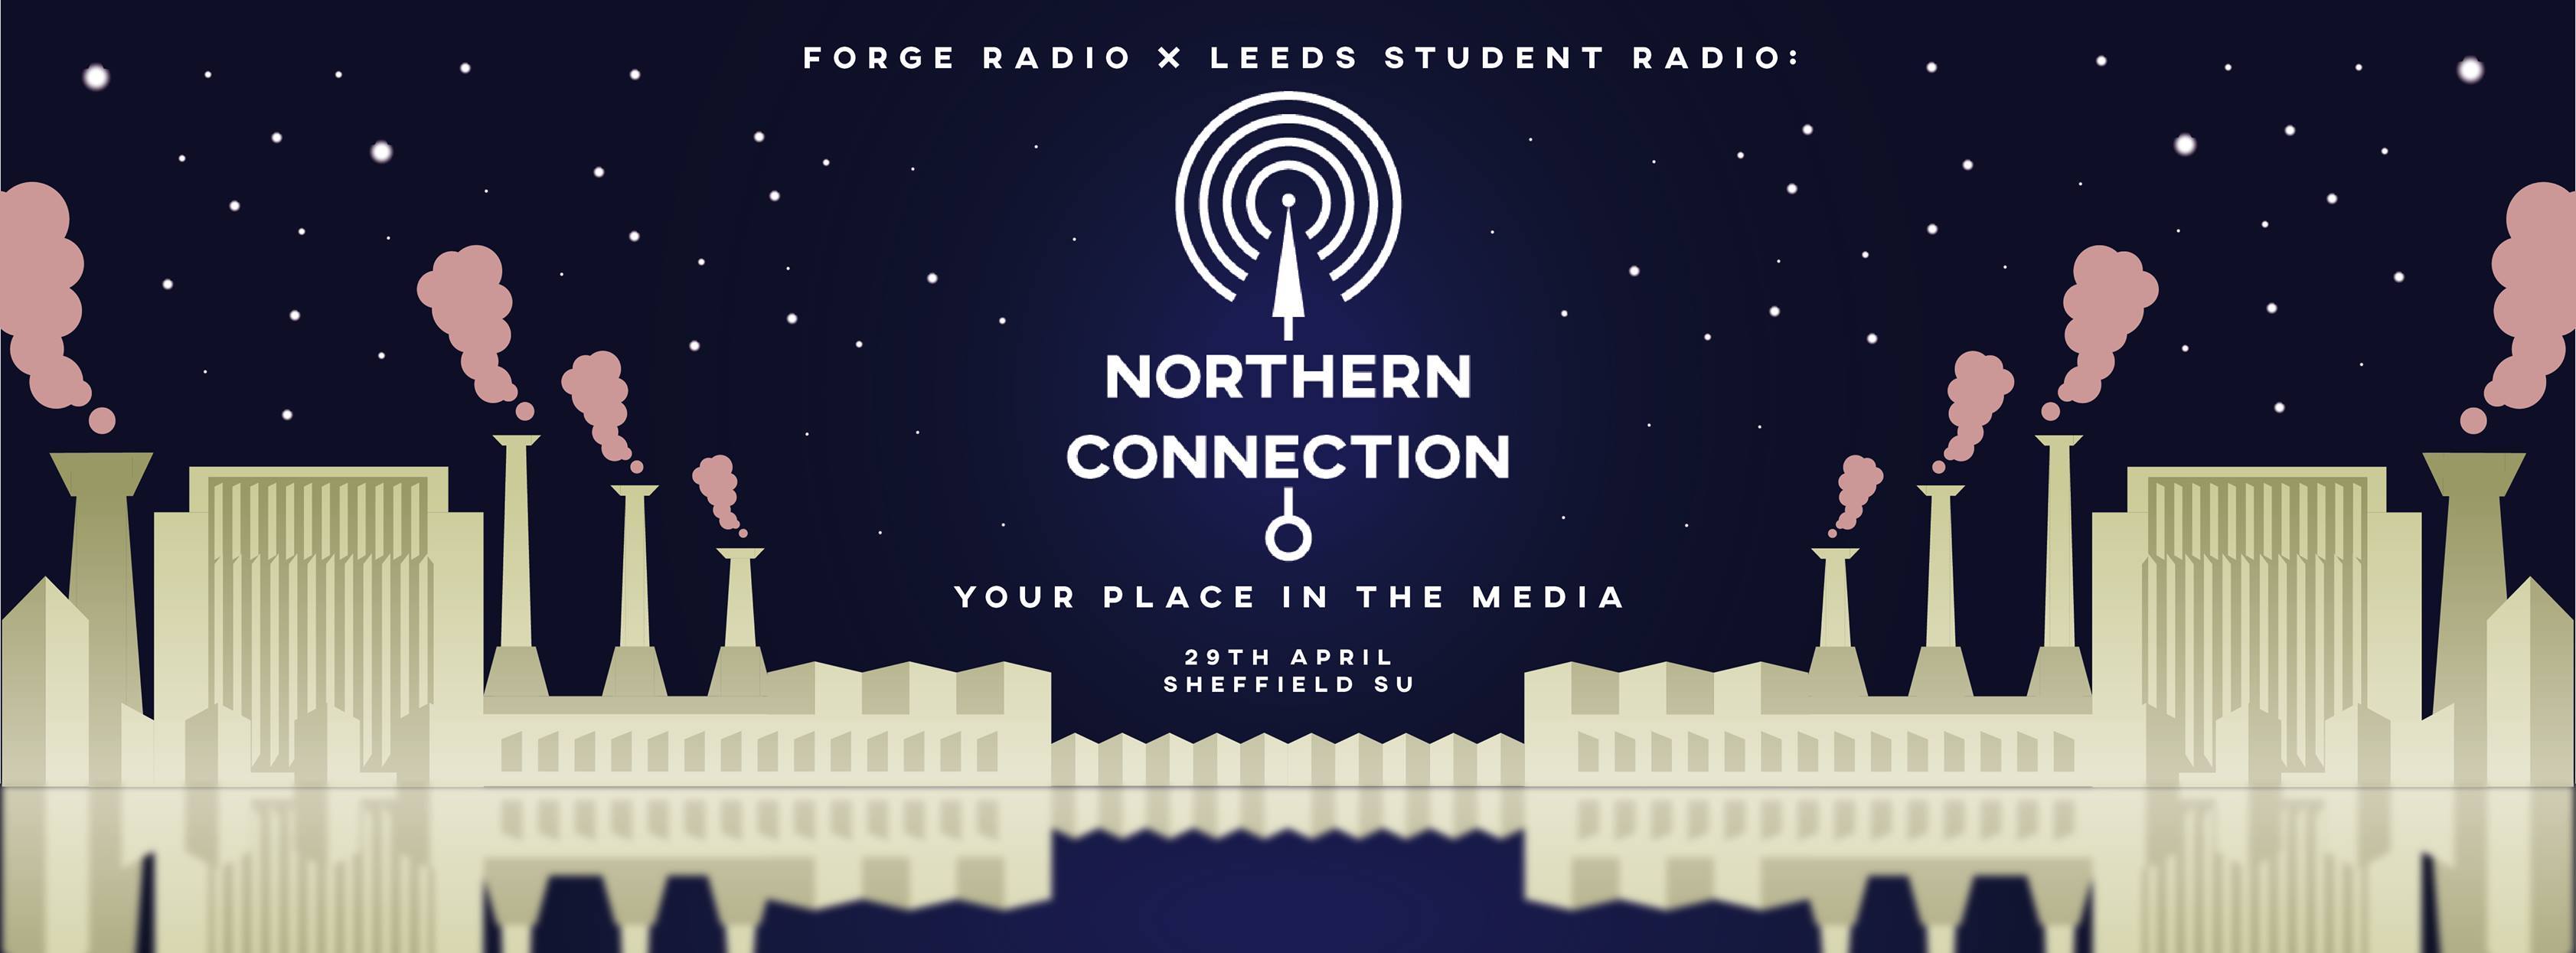 FORGE RADIO X LEEDS STUDENT RADIO:
NORTHERN
CONNECTION
YOUR PLACE IN THE MEDIA
29TH APRIL
SHEFFIELD SU